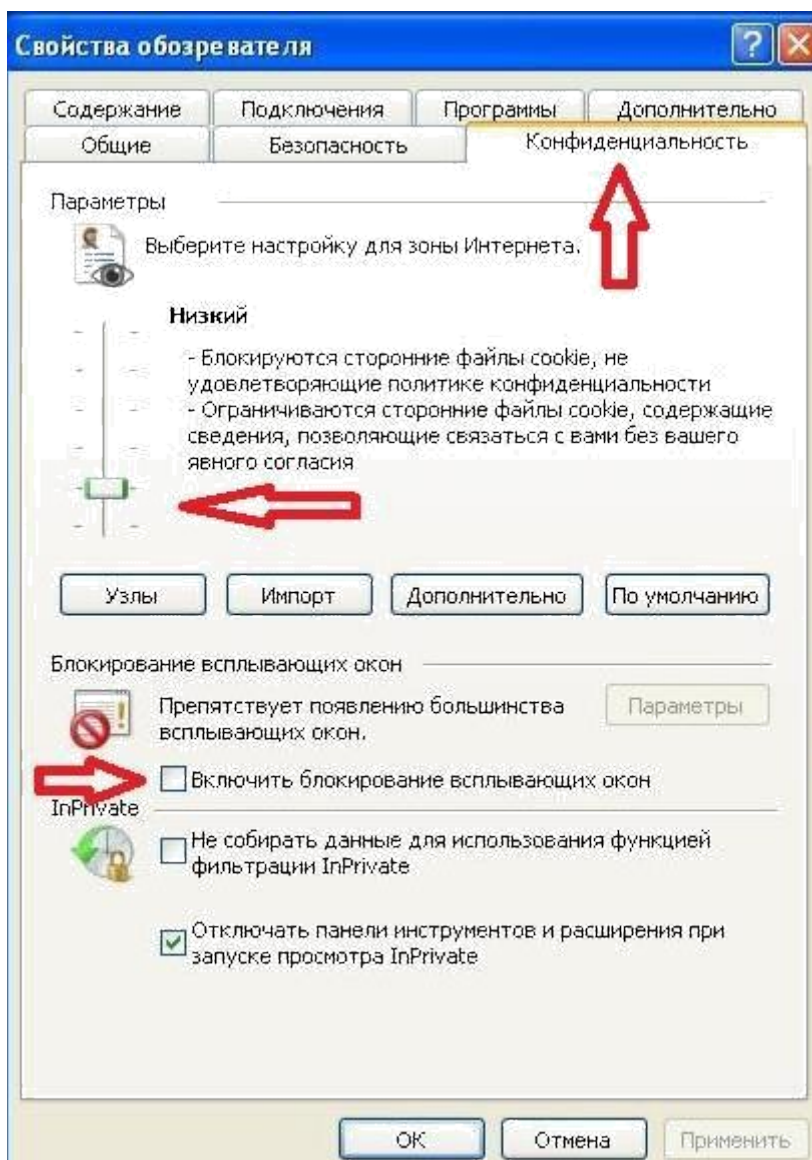 Свойства обозревателя
Содержание Подключения Программы Дополнительно
Общие Безопасность Конфиденциальность
Параметры
Выберите настройку для зоны Интернета.
Низкий
- Блокируются сторонние файлы cookie, не
удовлетворяющие политике конфиденциальности
- Ограничиваются сторонние файлы cookie, содержащие
сведения, позволяющие связаться с вами без вашего
явного согласия
Узлы Импорт Дополнительно По умолчанию
Блокирование всплывающих окон
Препятствует появлению большинства
всплывающих окон.
Параметры
Включить блокирование всплывающих окон
InPrivate
Не собирать данные для использования функцией
фильтрации InPrivate
Отключать панели инструментов и расширения при
запуске просмотра InPrivate
ОК Отмена Применить